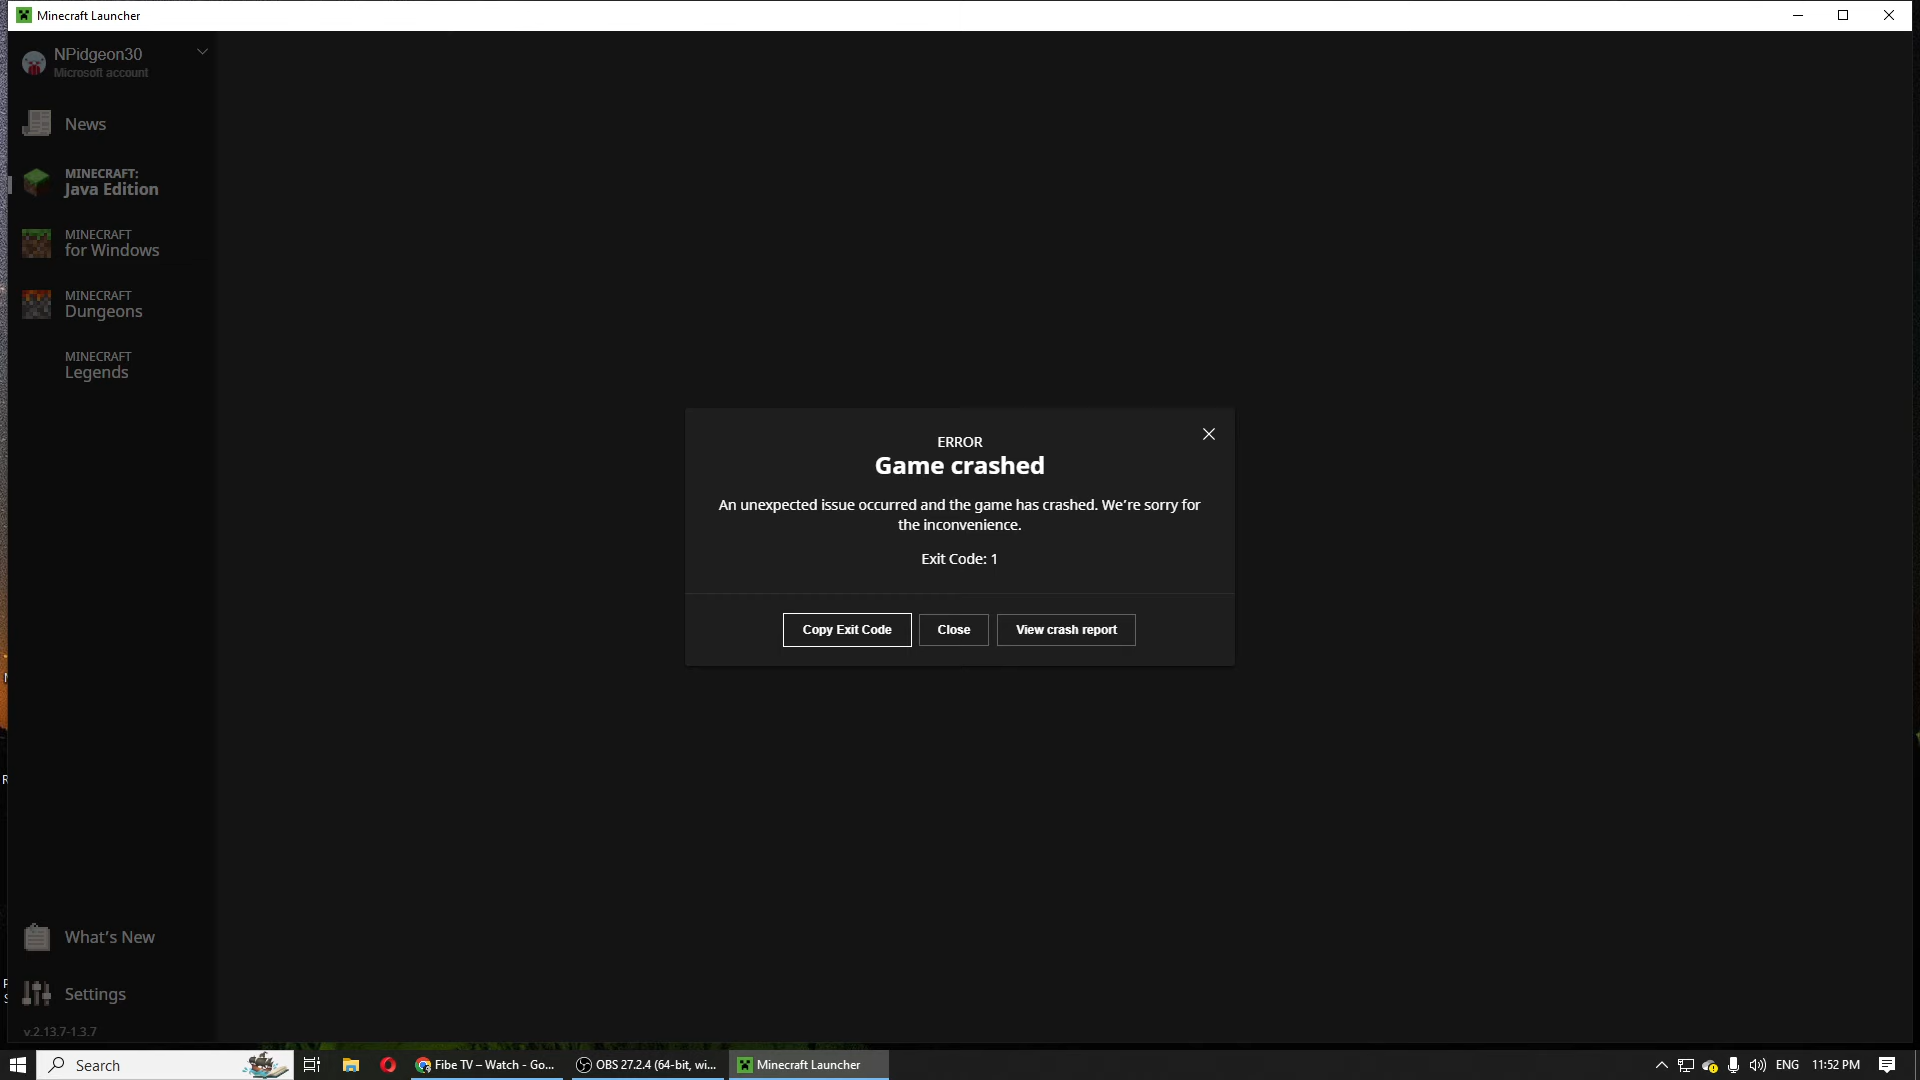 Minecraft Launcher
NPidgeon30
Microsoft account
News
MINECRAFT:
Java Edition
MINECRAFT
for Windows
MINECRAFT
Dungeons
MINECRAFT
Legends
ERROR
Game crashed
An unexpected issue occurred and the game has crashed. We're sorry for
the inconvenience.
Exit Code: 1
Copy Exit Code
Close
View crash report
What's New
Settings
v.2.13.7-1.3.7
Search
Fibe TV – Watch - Go...
OBS 27.2.4 (64-bit, wi...
Minecraft Launcher
ENG
11:52 PM